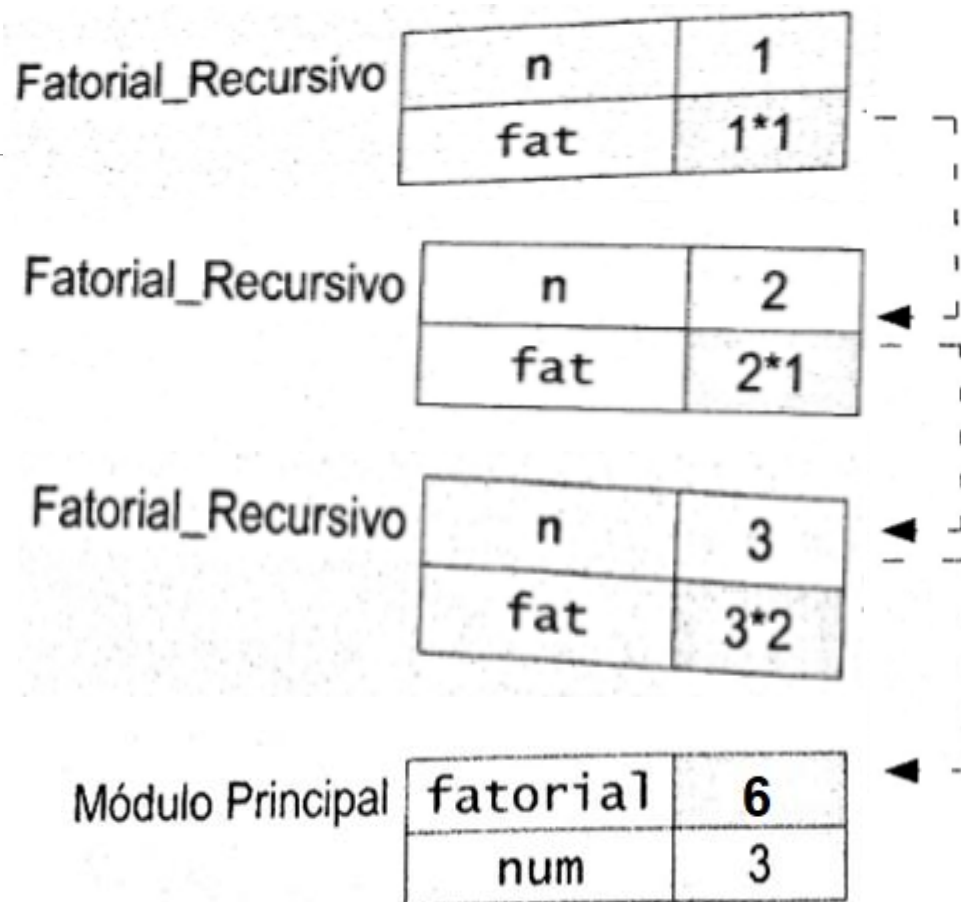 Fatorial_Recursivo
n 1
fat 1*1
Fatorial_Recursivo
n 2
fat 2*1
Fatorial_Recursivo
n 3
fat 3*2
Módulo Principal
fatorial 6
num 3